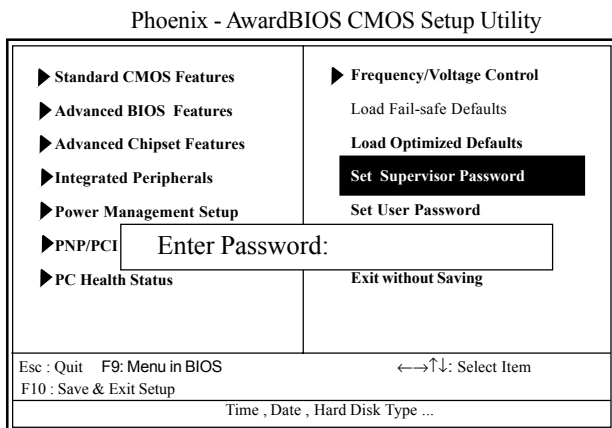 Phoenix - AwardBIOS CMOS Setup Utility
▶ Standard CMOS Features
▶ Advanced BIOS Features
▶ Advanced Chipset Features
▶ Integrated Peripherals
▶ Power Management Setup
▶ PNP/PCI
▶ PC Health Status
▶ Frequency/Voltage Control
Load Fail-safe Defaults
Load Optimized Defaults
Set Supervisor Password
Set User Password
Exit without Saving
Enter Password:
Esc : Quit F9: Menu in BIOS ←→↑↓: Select Item
F10 : Save & Exit Setup
Time , Date , Hard Disk Type ...